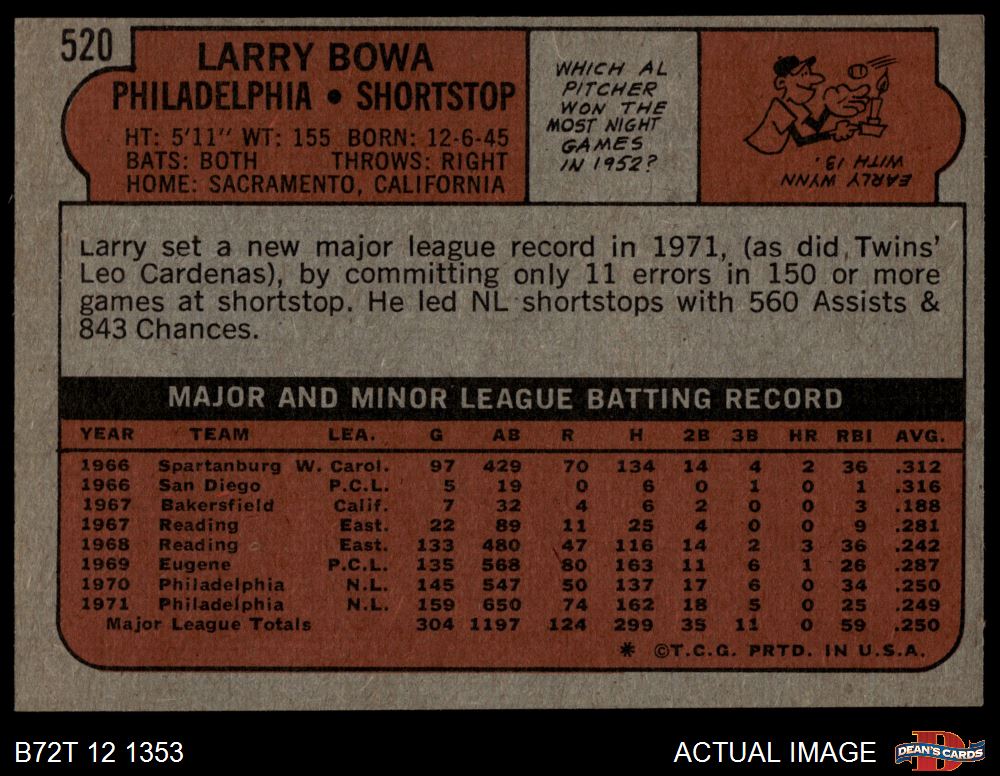 520
LARRY BOWA
PHILADELPHIA • SHORTSTOP
HT: 5'11" WT: 155 BORN: 12-6-45
BATS: BOTH THROWS: RIGHT
HOME: SACRAMENTO, CALIFORNIA
WHICH AL
PITCHER
WON THE
MOST NIGHT
GAMES
IN 1952?
EARLY WYNN
WITH 19.
Larry set a new major league record in 1971, (as did Twins'
Leo Cardenas), by committing only 11 errors in 150 or more
games at shortstop. He led NL shortstops with 560 Assists &
843 Chances.
MAJOR AND MINOR LEAGUE BATTING RECORD
YEAR TEAM LEA. G AB R H 2B 3B HR RBI AVG.
1966 Spartanburg W. Carol. 97 429 70 134 14 4 2 36 .312
1966 San Diego P.C.L. 5 19 0 6 0 1 0 1 .316
1967 Bakersfield Calif. 7 32 4 6 2 0 0 3 .188
1967 Reading East. 22 89 11 25 4 0 0 9 .281
1968 Reading East. 133 480 47 116 14 2 3 36 .242
1969 Eugene P.C.L. 135 568 80 163 11 6 1 26 .287
1970 Philadelphia N.L. 145 547 50 137 17 6 0 34 .250
1971 Philadelphia N.L. 159 650 74 162 18 5 0 25 .249
Major League Totals 304 1197 124 299 35 11 0 59 .250
* ©T.C.G. PRTD. IN U.S.A.
B72T 12 1353
ACTUAL IMAGE
D
DEAN'S CARDS